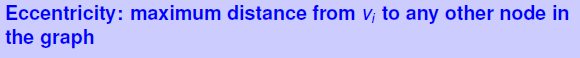 Eccentricity: maximum distance from vᵢ to any other node in
the graph